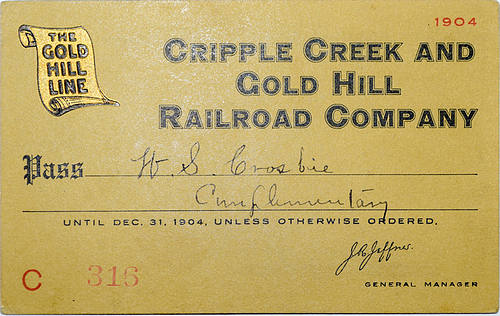 .1904
THE
GOLD
HILL
LINE
CRIPPLE CREEK AND
GOLD HILL
RAILROAD COMPANY
Pass W. S. Crosbie
Complementary
UNTIL DEC. 31, 1904, UNLESS OTHERWISE ORDERED.
C 316
GENERAL MANAGER